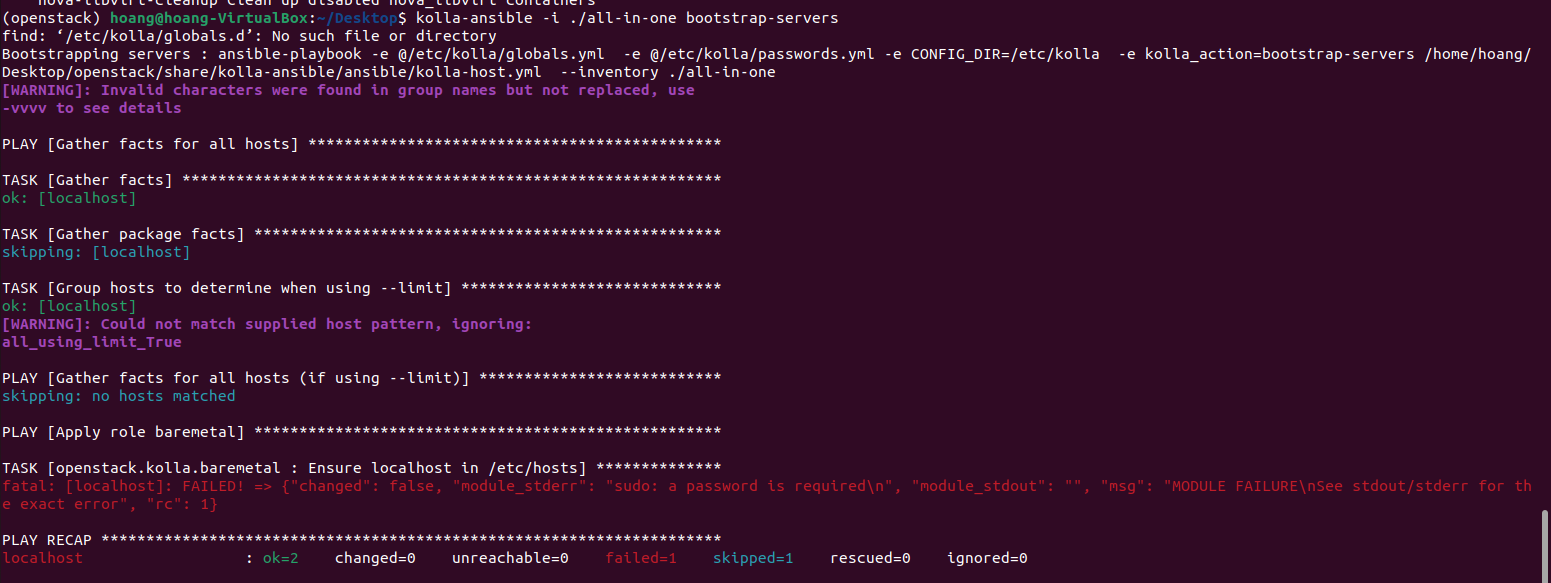 nova-libvirt-cleanup Clean up disabled nova_libvirt containers
(openstack) hoang@hoang-VirtualBox:~/Desktop$ kolla-ansible -i ./all-in-one bootstrap-servers
find: ‘/etc/kolla/globals.d’: No such file or directory
Bootstrapping servers : ansible-playbook -e @/etc/kolla/globals.yml  -e @/etc/kolla/passwords.yml -e CONFIG_DIR=/etc/kolla  -e kolla_action=bootstrap-servers /home/hoang/
Desktop/openstack/share/kolla-ansible/ansible/kolla-host.yml  --inventory ./all-in-one
[WARNING]: Invalid characters were found in group names but not replaced, use
-vvvv to see details
PLAY [Gather facts for all hosts] **********************************************
TASK [Gather facts] ************************************************************
ok: [localhost]
TASK [Gather package facts] ****************************************************
skipping: [localhost]
TASK [Group hosts to determine when using --limit] *****************************
ok: [localhost]
[WARNING]: Could not match supplied host pattern, ignoring:
all_using_limit_True
PLAY [Gather facts for all hosts (if using --limit)] ***************************
skipping: no hosts matched
PLAY [Apply role baremetal] ****************************************************
TASK [openstack.kolla.baremetal : Ensure localhost in /etc/hosts] **************
fatal: [localhost]: FAILED! => {"changed": false, "module_stderr": "sudo: a password is required\n", "module_stdout": "", "msg": "MODULE FAILURE\nSee stdout/stderr for th
e exact error", "rc": 1}
PLAY RECAP *********************************************************************
localhost                  : ok=2    changed=0    unreachable=0    failed=1    skipped=1    rescued=0    ignored=0